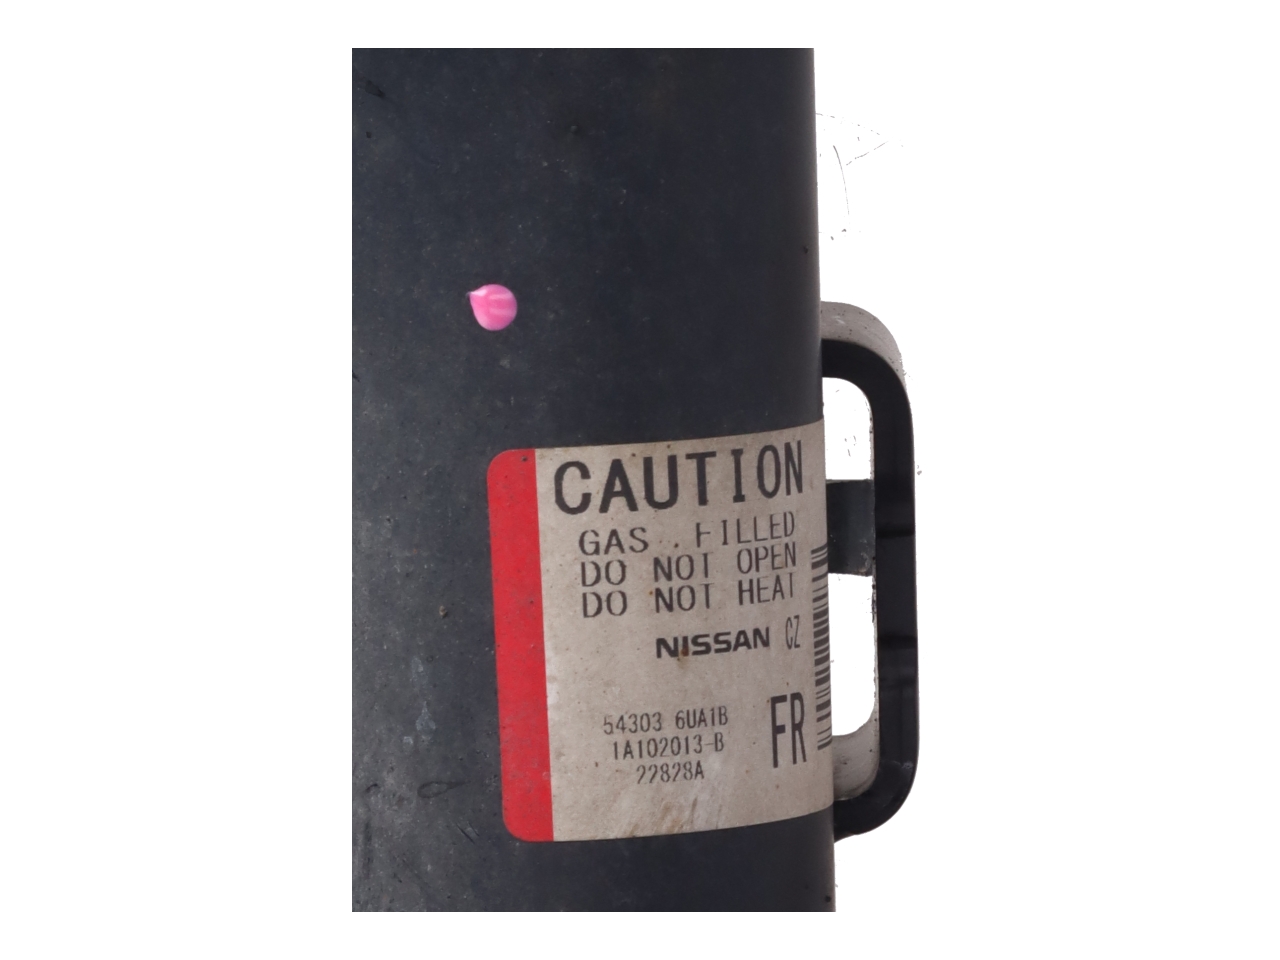 CAUTION
GAS FILLED
DO NOT OPEN
DO NOT HEAT
NISSAN CZ
54303 6UA1B
1A102013-B
22828A
FR